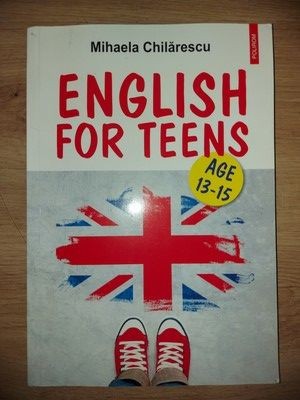 Mihaela Chilărescu
POLIROM
ENGLISH
FOR TEENS
AGE
13-15